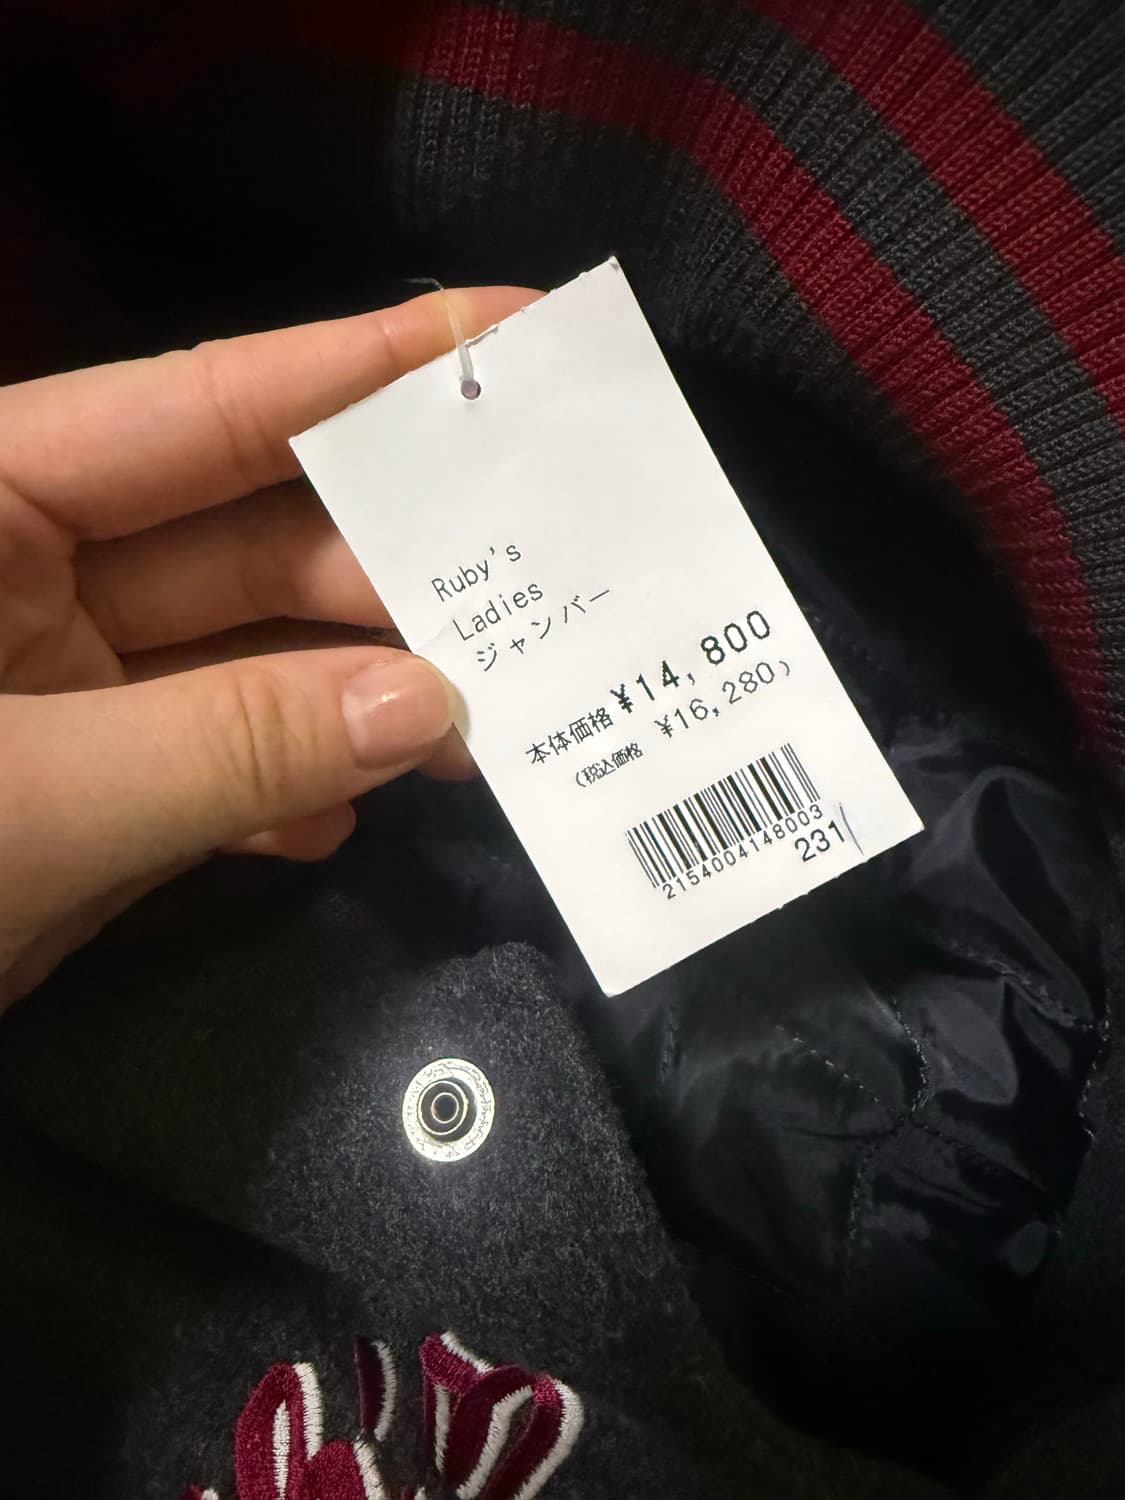 Ruby's
Ladies
ジャンバー
本体価格 ¥14,800
(税込価格 ¥16,280)
2154004148003
231